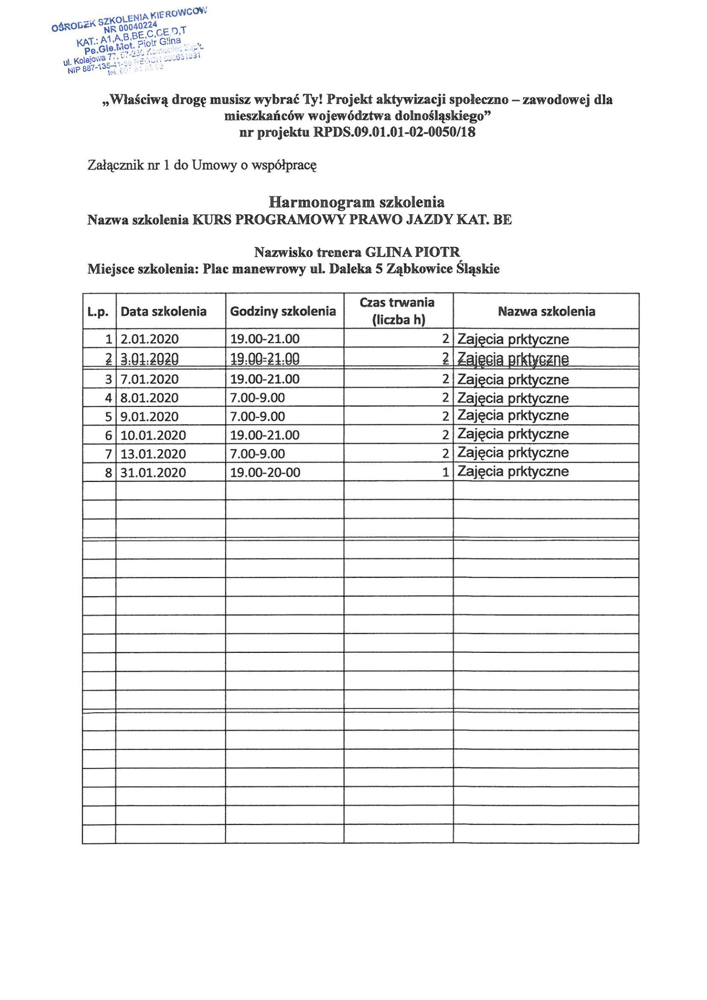 OŚRODEK SZKOLENIA KIEROWCÓW
NR 00040224
KAT.: A1,A,B,BE,C,CE,D,T
Pe.Gie.Mot. Piotr Glina
ul. Kolejowa 77, 57-230 Kamieniec Ząbk.
NIP 887-135-41- REGON
tel.
„Właściwą drogę musisz wybrać Ty! Projekt aktywizacji społeczno – zawodowej dla
mieszkańców województwa dolnośląskiego”
nr projektu RPDS.09.01.01-02-0050/18
Załącznik nr 1 do Umowy o współpracę
Harmonogram szkolenia
Nazwa szkolenia KURS PROGRAMOWY PRAWO JAZDY KAT. BE
Nazwisko trenera GLINA PIOTR
Miejsce szkolenia: Plac manewrowy ul. Daleka 5 Ząbkowice Śląskie
L.p. Data szkolenia Godziny szkolenia Czas trwania (liczba h) Nazwa szkolenia
1 2.01.2020 19.00-21.00 2 Zajęcia prktyczne
2 3.01.2020 19.00-21.00 2 Zajęcia prktyczne
3 7.01.2020 19.00-21.00 2 Zajęcia prktyczne
4 8.01.2020 7.00-9.00 2 Zajęcia prktyczne
5 9.01.2020 7.00-9.00 2 Zajęcia prktyczne
6 10.01.2020 19.00-21.00 2 Zajęcia prktyczne
7 13.01.2020 7.00-9.00 2 Zajęcia prktyczne
8 31.01.2020 19.00-20-00 1 Zajęcia prktyczne